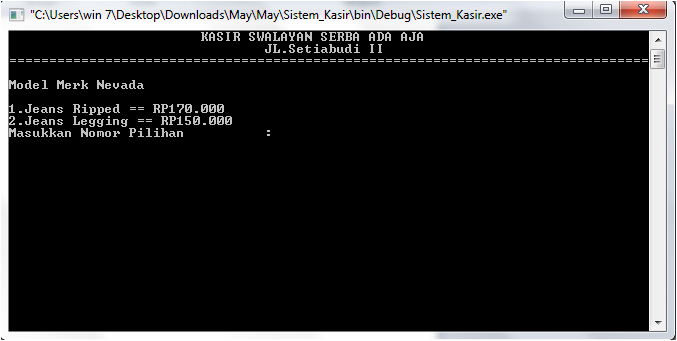 "C:\Users\win 7\Desktop\Downloads\May\May\Sistem_Kasir\bin\Debug\Sistem_Kasir.exe"
KASIR SWALAYAN SERBA ADA AJA
JL.Setiabudi II
================================================================================
Model Merk Nevada
1.Jeans Ripped == RP170.000
2.Jeans Legging == RP150.000
Masukkan Nomor Pilihan :